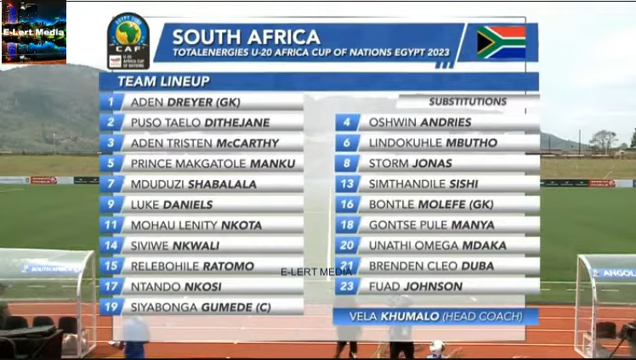 E-Lert Media
CAF
SOUTH AFRICA
TOTALENERGIES U-20 AFRICA CUP OF NATIONS EGYPT 2023
TEAM LINEUP
1 ADEN DREYER (GK)
2 PUSO TAELO DITHEJANE
3 ADEN TRISTEN McCARTHY
5 PRINCE MAKGATOLE MANKU
7 MDUDUZI SHABALALA
9 LUKE DANIELS
11 MOHAU LENITY NKOTA
14 SIVIWE NKWALI
15 RELEBOHILE RATOMO
17 NTANDO NKOSI
19 SIYABONGA GUMEDE (C)
SUBSTITUTIONS
4 OSHWIN ANDRIES
6 LINDOKUHLE MBUTHO
8 STORM JONAS
13 SIMTHANDILE SISHI
16 BONTLE MOLEFE (GK)
18 GONTSE PULE MANYA
20 UNATHI OMEGA MDAKA
21 BRENDEN CLEO DUBA
23 FUAD JOHNSON
VELA KHUMALO (HEAD COACH)
E-LERT MEDIA
SOUTH AFRICA
ANGOL